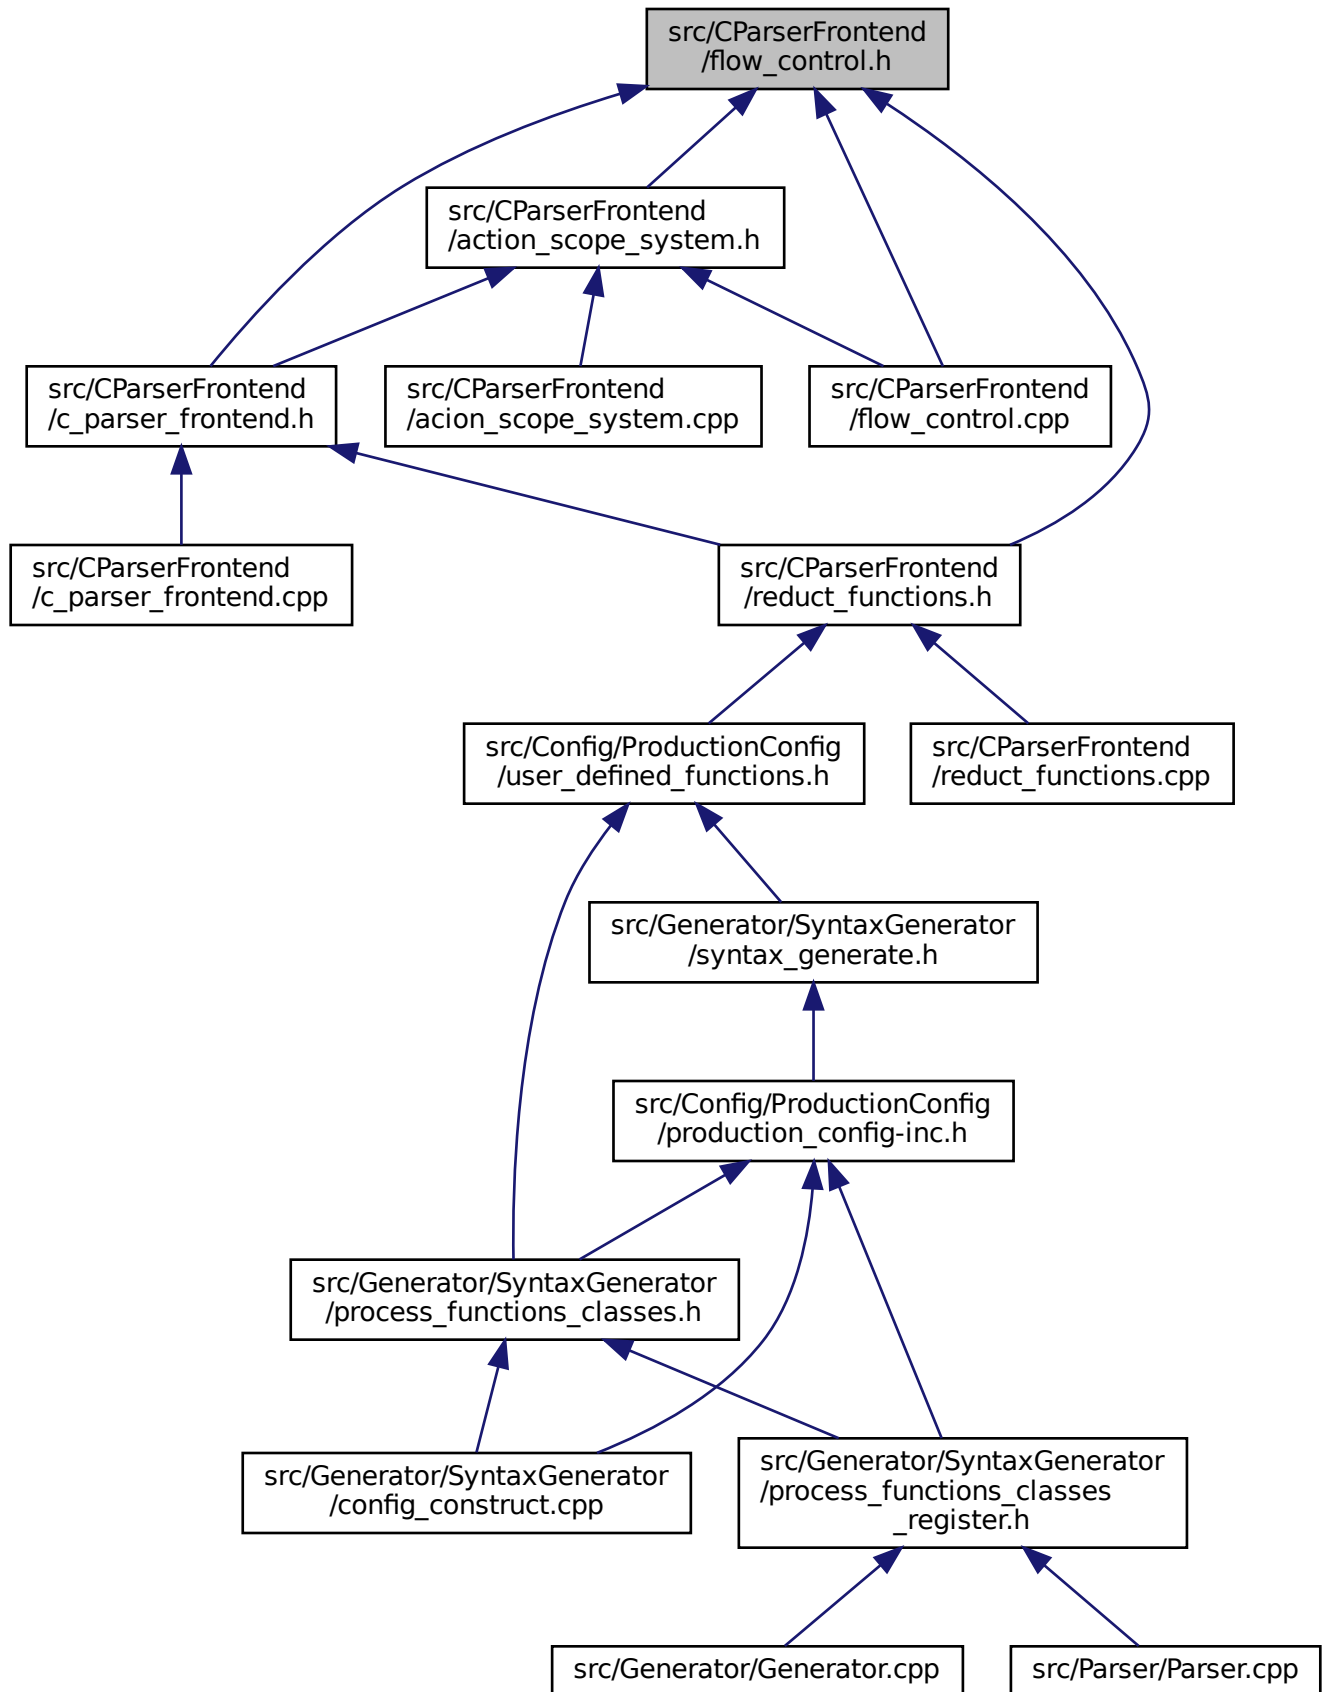 src/CParserFrontend
/flow_control.h
src/CParserFrontend
/action_scope_system.h
src/CParserFrontend
/c_parser_frontend.h
src/CParserFrontend
/acion_scope_system.cpp
src/CParserFrontend
/flow_control.cpp
src/CParserFrontend
/c_parser_frontend.cpp
src/CParserFrontend
/reduct_functions.h
src/Config/ProductionConfig
/user_defined_functions.h
src/CParserFrontend
/reduct_functions.cpp
src/Generator/SyntaxGenerator
/syntax_generate.h
src/Config/ProductionConfig
/production_config-inc.h
src/Generator/SyntaxGenerator
/process_functions_classes.h
src/Generator/SyntaxGenerator
/config_construct.cpp
src/Generator/SyntaxGenerator
/process_functions_classes
_register.h
src/Generator/Generator.cpp
src/Parser/Parser.cpp